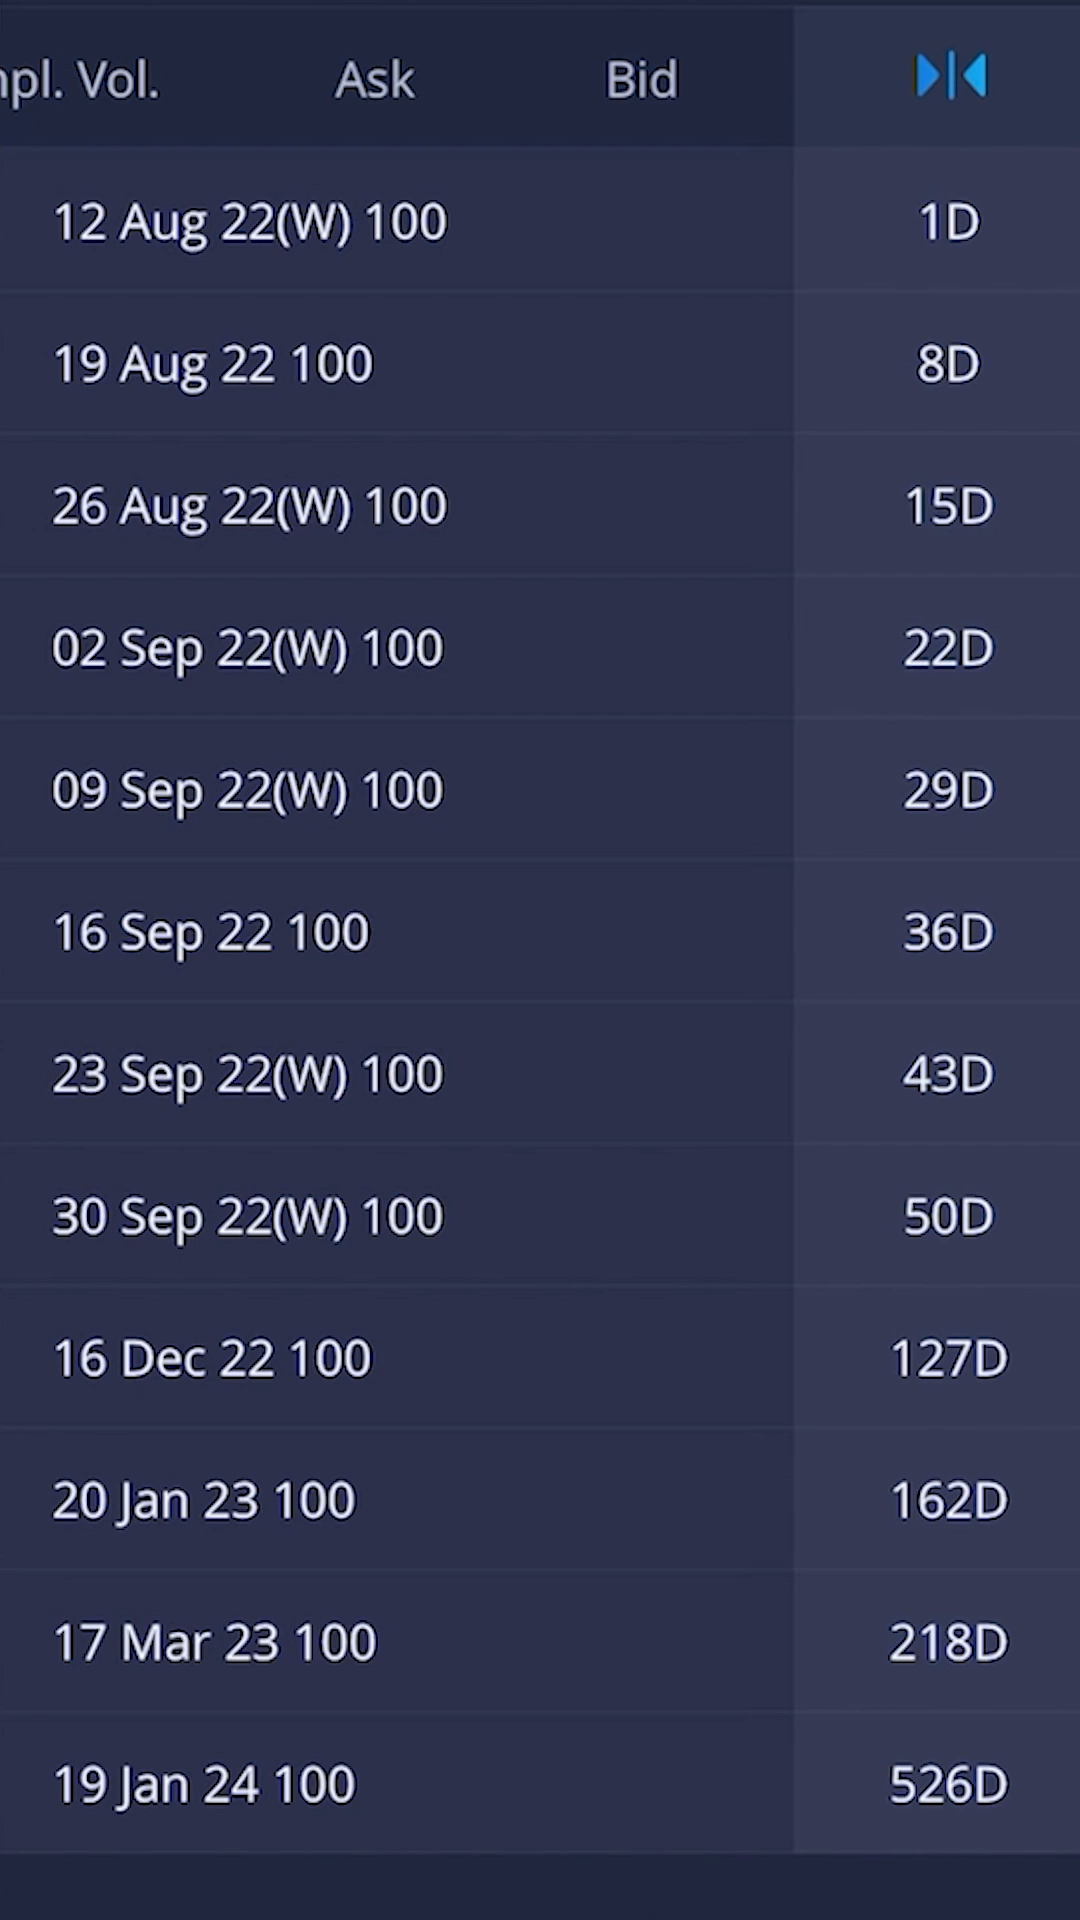 npl. Vol. Ask Bid
12 Aug 22(W) 100 1D
19 Aug 22 100 8D
26 Aug 22(W) 100 15D
02 Sep 22(W) 100 22D
09 Sep 22(W) 100 29D
16 Sep 22 100 36D
23 Sep 22(W) 100 43D
30 Sep 22(W) 100 50D
16 Dec 22 100 127D
20 Jan 23 100 162D
17 Mar 23 100 218D
19 Jan 24 100 526D